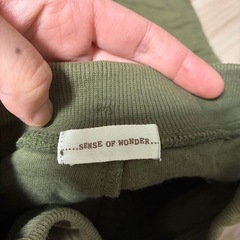 .....SENSE OF WONDER.....